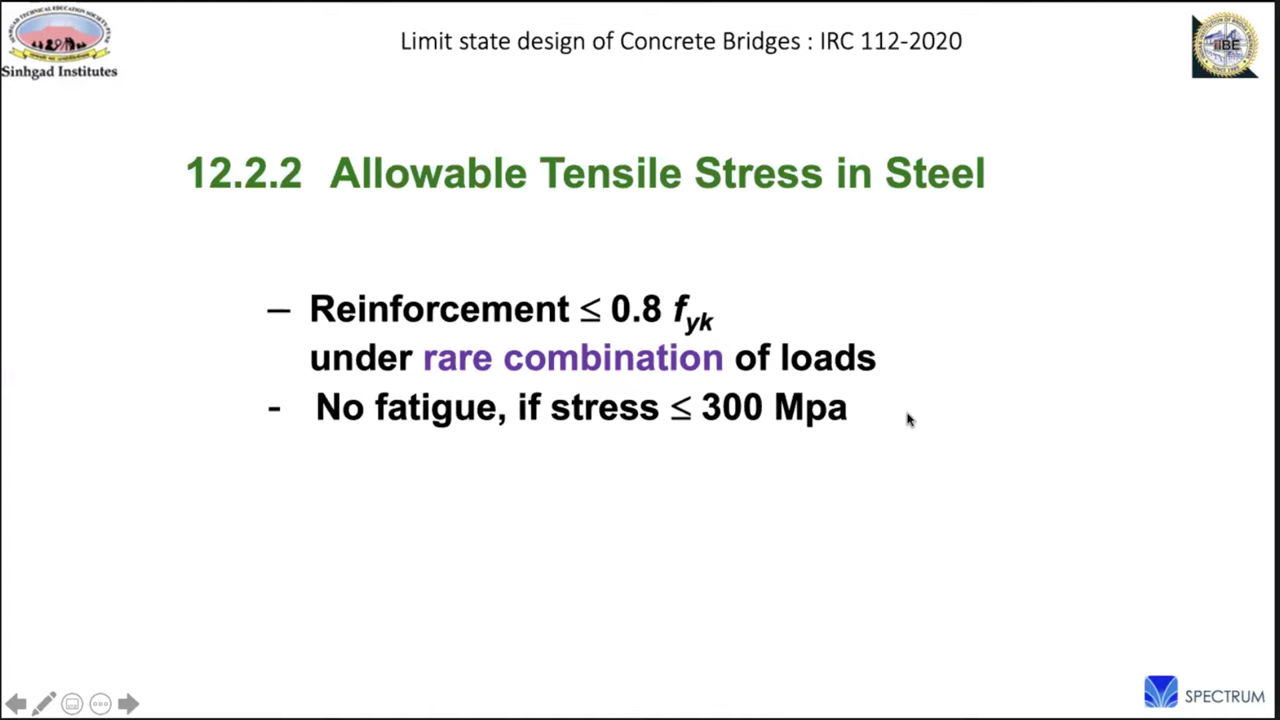 Sinhgad Institutes
Limit state design of Concrete Bridges : IRC 112-2020
IIBE
12.2.2 Allowable Tensile Stress in Steel
– Reinforcement ≤ 0.8 fyk
under rare combination of loads
- No fatigue, if stress ≤ 300 Mpa
SPECTRUM